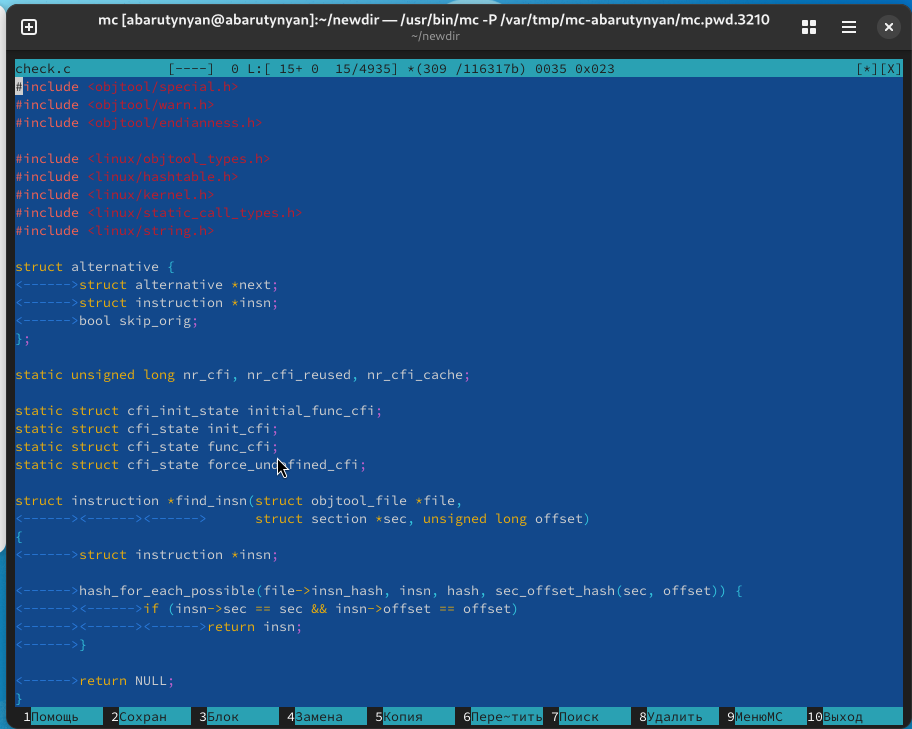 mc [abarutynyan@abarutynyan]:~/newdir — /usr/bin/mc -P /var/tmp/mc-abarutynyan/mc.pwd.3210
~/newdir
check.c [----] 0 L:[ 15+ 0 15/4935] *(309 /116317b) 0035 0x023 [*][X]
#include <objtool/special.h>
#include <objtool/warn.h>
#include <objtool/endianness.h>
#include <linux/objtool_types.h>
#include <linux/hashtable.h>
#include <linux/kernel.h>
#include <linux/static_call_types.h>
#include <linux/string.h>
struct alternative {
<------>struct alternative *next;
<------>struct instruction *insn;
<------>bool skip_orig;
};
static unsigned long nr_cfi, nr_cfi_reused, nr_cfi_cache;
static struct cfi_init_state initial_func_cfi;
static struct cfi_state init_cfi;
static struct cfi_state func_cfi;
static struct cfi_state force_undefined_cfi;
struct instruction *find_insn(struct objtool_file *file,
<------><------><------>      struct section *sec, unsigned long offset)
{
<------>struct instruction *insn;
<------>hash_for_each_possible(file->insn_hash, insn, hash, sec_offset_hash(sec, offset)) {
<------><------>if (insn->sec == sec && insn->offset == offset)
<------><------><------>return insn;
<------>}
<------>return NULL;
}
1Помощь 2Сохран 3Блок 4Замена 5Копия 6Пере~тить 7Поиск 8Удалить 9МенюMC 10Выход